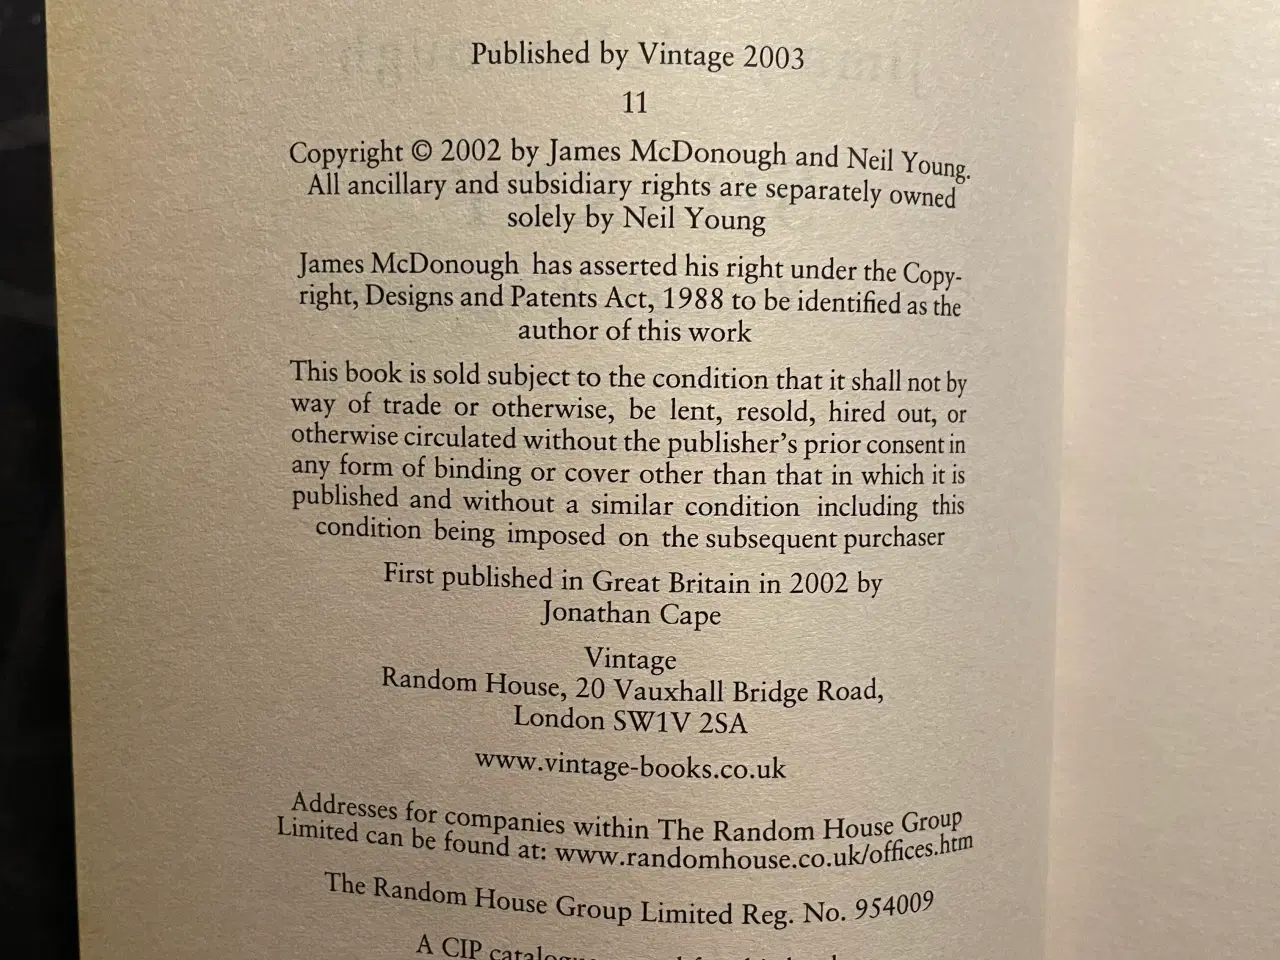 Published by Vintage 2003
11
Copyright © 2002 by James McDonough and Neil Young.
All ancillary and subsidiary rights are separately owned
solely by Neil Young
James McDonough has asserted his right under the Copy-
right, Designs and Patents Act, 1988 to be identified as the
author of this work
This book is sold subject to the condition that it shall not by
way of trade or otherwise, be lent, resold, hired out, or
otherwise circulated without the publisher's prior consent in
any form of binding or cover other than that in which it is
published and without a similar condition including this
condition being imposed on the subsequent purchaser
First published in Great Britain in 2002 by
Jonathan Cape
Vintage
Random House, 20 Vauxhall Bridge Road,
London SW1V 2SA
www.vintage-books.co.uk
Addresses for companies within The Random House Group
Limited can be found at: www.randomhouse.co.uk/offices.htm
The Random House Group Limited Reg. No. 954009
A CIP